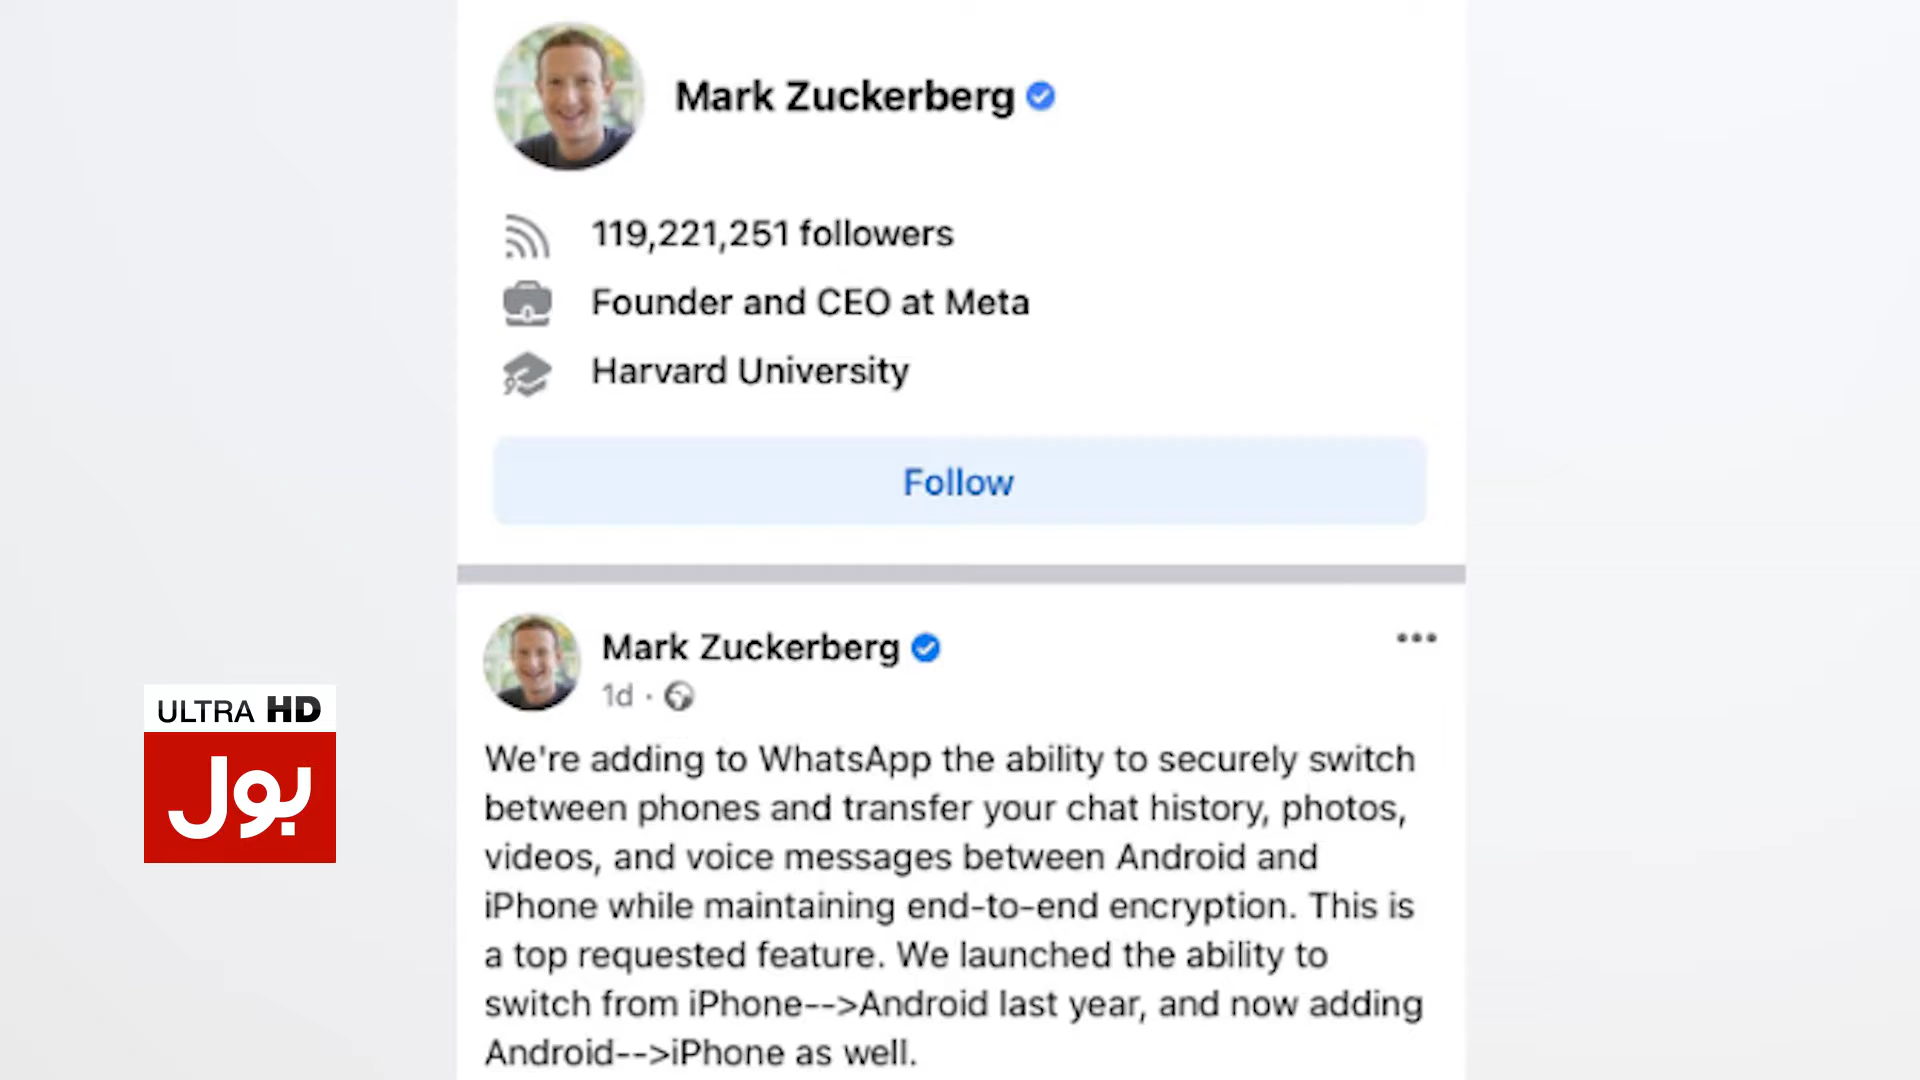 Mark Zuckerberg
119,221,251 followers
Founder and CEO at Meta
Harvard University
Follow
Mark Zuckerberg
1d ·
We're adding to WhatsApp the ability to securely switch
between phones and transfer your chat history, photos,
videos, and voice messages between Android and
iPhone while maintaining end-to-end encryption. This is
a top requested feature. We launched the ability to
switch from iPhone-->Android last year, and now adding
Android-->iPhone as well.
ULTRA HD
بول